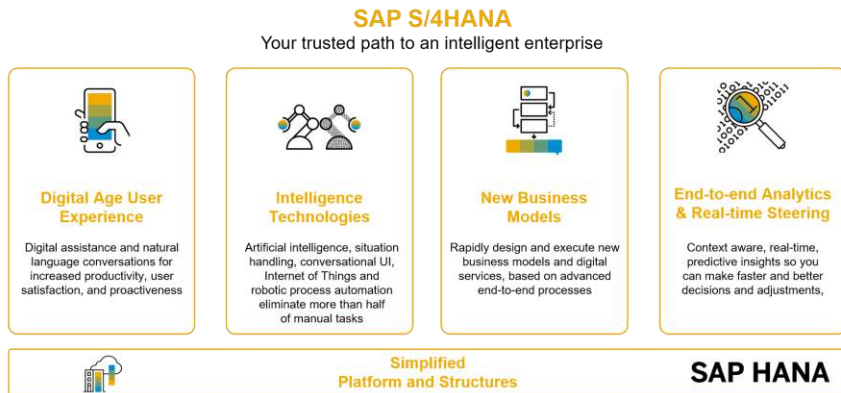 SAP S/4HANA
Your trusted path to an intelligent enterprise
Digital Age User
Experience
Digital assistance and natural
language conversations for
increased productivity, user
satisfaction, and proactiveness
Intelligence
Technologies
Artificial intelligence, situation
handling, conversational UI,
Internet of Things and
robotic process automation
eliminate more than half
of manual tasks
New Business
Models
Rapidly design and execute new
business models and digital
services, based on advanced
end-to-end processes
End-to-end Analytics
& Real-time Steering
Context aware, real-time,
predictive insights so you
can make faster and better
decisions and adjustments,
Simplified
Platform and Structures
SAP HANA